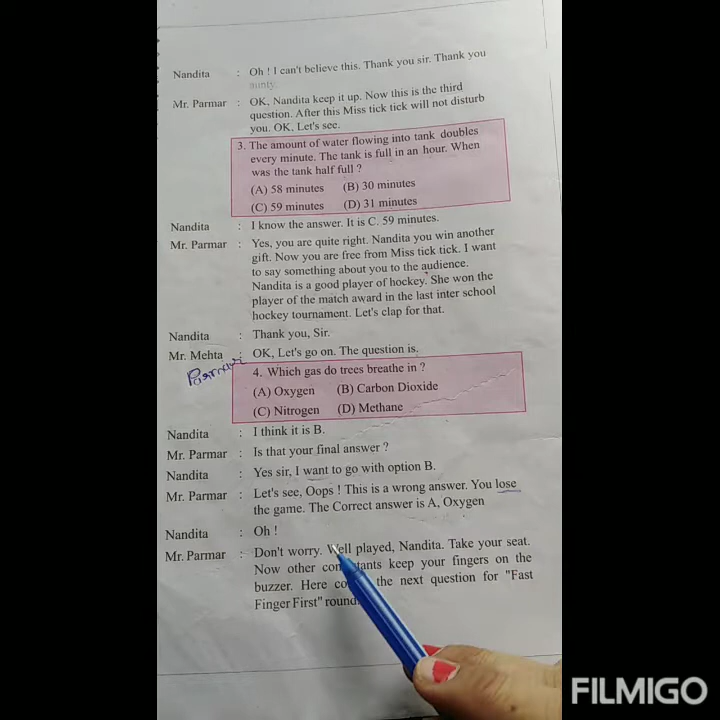 Nandita : Oh ! I can't believe this. Thank you sir. Thank you
aunty.
Mr. Parmar : OK, Nandita keep it up. Now this is the third
question. After this Miss tick tick will not disturb
you. OK, Let's see.
3. The amount of water flowing into tank doubles
every minute. The tank is full in an hour. When
was the tank half full ?
(A) 58 minutes (B) 30 minutes
(C) 59 minutes (D) 31 minutes
Nandita : I know the answer. It is C. 59 minutes.
Mr. Parmar : Yes, you are quite right. Nandita you win another
gift. Now you are free from Miss tick tick. I want
to say something about you to the audience.
Nandita is a good player of hockey. She won the
player of the match award in the last inter school
hockey tournament. Let's clap for that.
Nandita : Thank you, Sir.
Mr. Mehta : OK, Let's go on. The question is.
Parmar
4. Which gas do trees breathe in ?
(A) Oxygen (B) Carbon Dioxide
(C) Nitrogen (D) Methane
Nandita : I think it is B.
Mr. Parmar : Is that your final answer ?
Nandita : Yes sir, I want to go with option B.
Mr. Parmar : Let's see, Oops ! This is a wrong answer. You lose
the game. The Correct answer is A, Oxygen
Nandita : Oh !
Mr. Parmar : Don't worry. Well played, Nandita. Take your seat.
Now other keep your fingers on the
buzzer. Here the next question for "Fast
Finger First" round.
FILMIGO